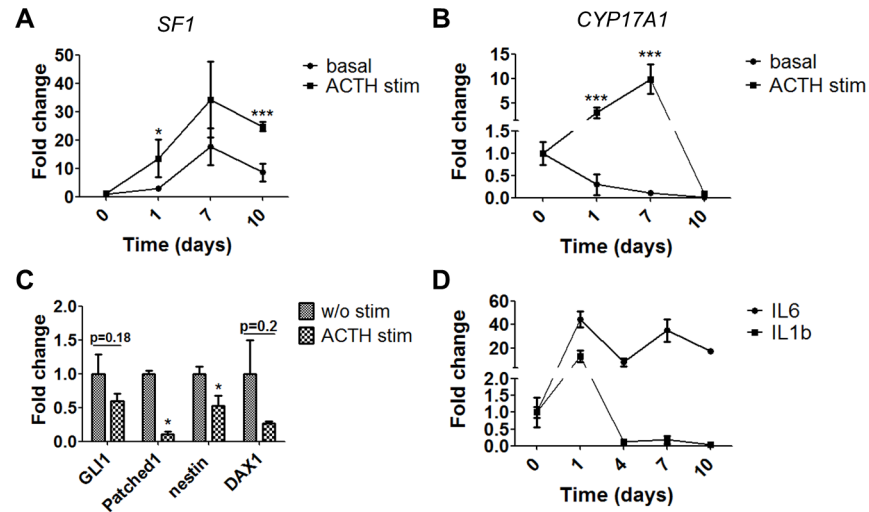 A
SF1
Fold change
50
40
30
20
10
0
*
***
0
1
7
10
Time (days)
basal
ACTH stim
B
CYP17A1
Fold change
15
10
5
1.0
0.5
0.0
***
***
0
1
7
10
Time (days)
basal
ACTH stim
C
Fold change
2.0
1.5
1.0
0.5
0.0
p=0.18
*
*
p=0.2
GLI1
Patched1
nestin
DAX1
w/o stim
ACTH stim
D
Fold change
60
40
20
2.0
1.5
1.0
0.5
0.0
0
1
4
7
10
Time (days)
IL6
IL1b